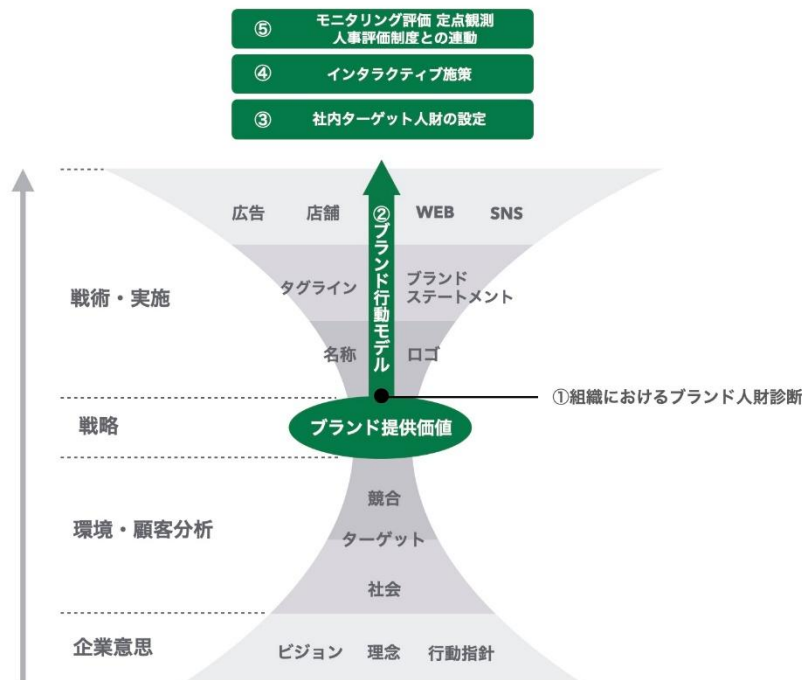 ⑤ モニタリング評価 定点観測
人事評価制度との連動
④ インタラクティブ施策
③ 社内ターゲット人財の設定
広告 店舗 WEB SNS
②ブランド行動モデル
戦術・実施
タグライン
ブランド
ステートメント
名称 ロゴ
①組織におけるブランド人財診断
戦略
ブランド提供価値
環境・顧客分析
競合
ターゲット
社会
企業意思
ビジョン 理念 行動指針